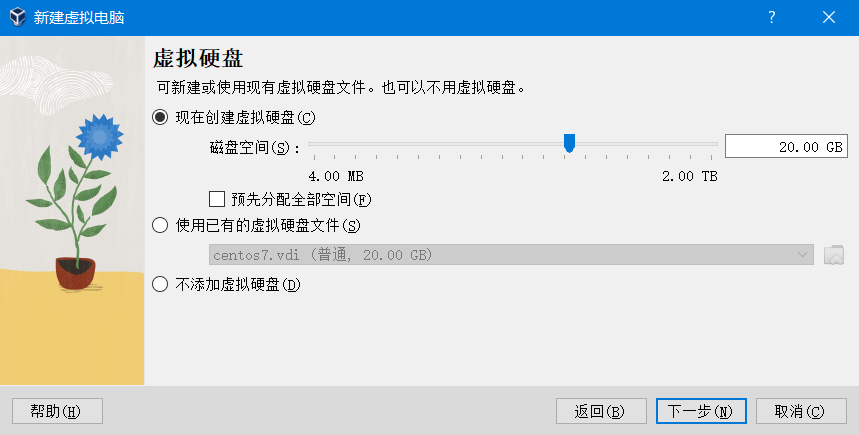 新建虚拟电脑
虚拟硬盘
可新建或使用现有虚拟硬盘文件。也可以不用虚拟硬盘。
现在创建虚拟硬盘(C)
磁盘空间(S)： 20.00 GB
4.00 MB 2.00 TB
预先分配全部空间(F)
使用已有的虚拟硬盘文件(S)
centos7.vdi (普通, 20.00 GB)
不添加虚拟硬盘(D)
帮助(H) 返回(B) 下一步(N) 取消(C)